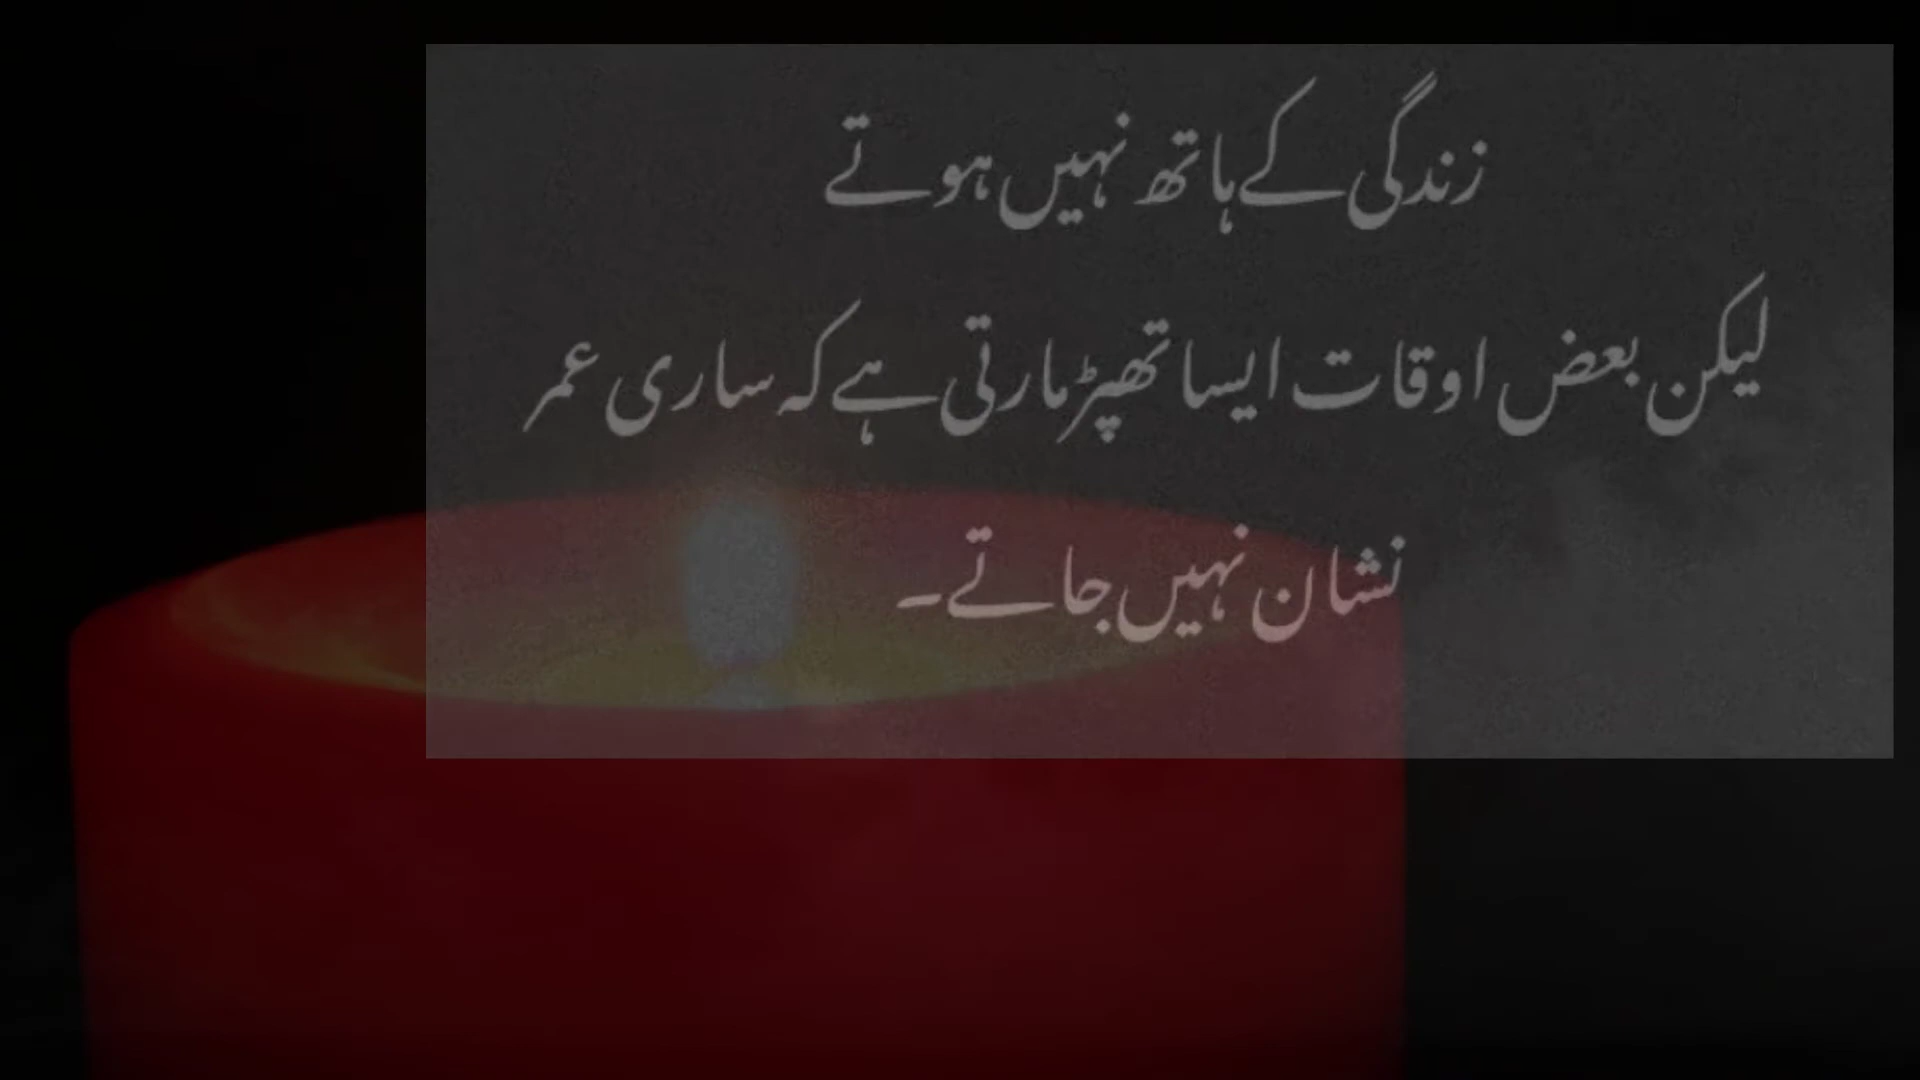 زندگی کے ہاتھ نہیں ہوتے
لیکن بعض اوقات ایسا تھپڑ مارتی ہے کہ ساری عمر
نشان نہیں جاتے۔